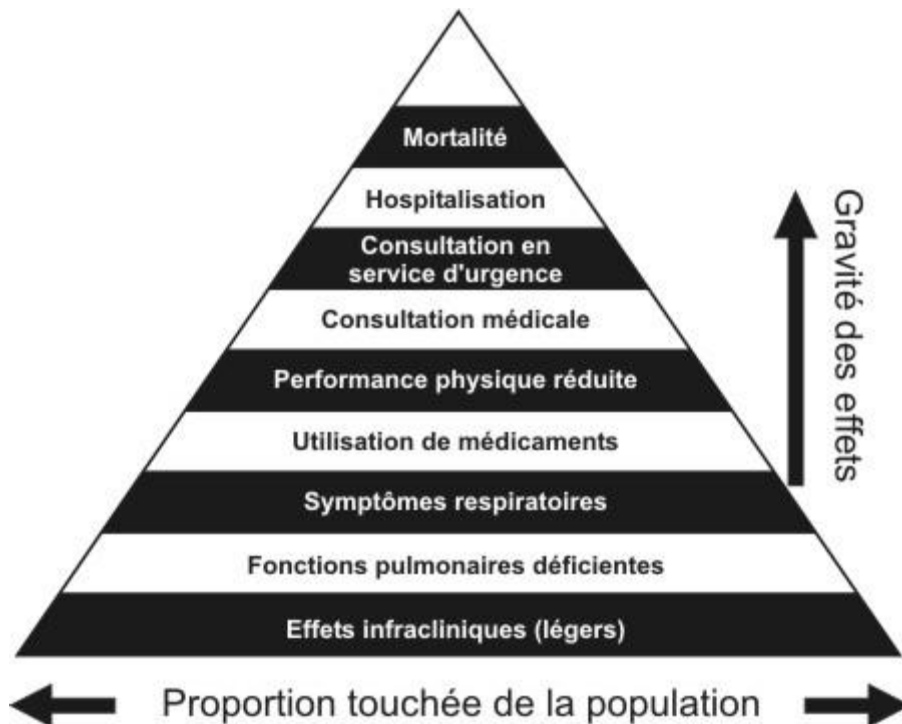 Mortalité
Hospitalisation
Consultation en
service d'urgence
Consultation médicale
Performance physique réduite
Utilisation de médicaments
Symptômes respiratoires
Fonctions pulmonaires déficientes
Effets infracliniques (légers)
Gravité des effets
Proportion touchée de la population